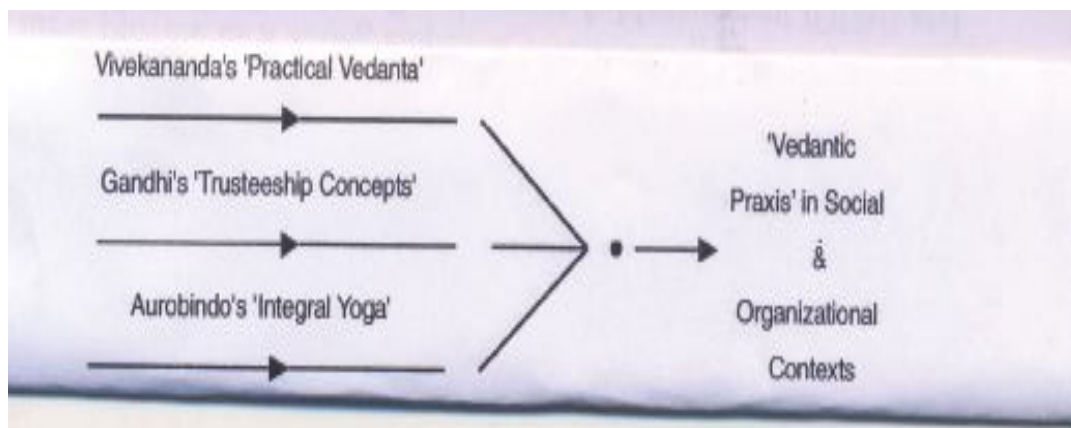 Vivekananda's 'Practical Vedanta'
Gandhi's 'Trusteeship Concepts'
Aurobindo's 'Integral Yoga'
'Vedantic
Praxis' in Social
&
Organizational
Contexts